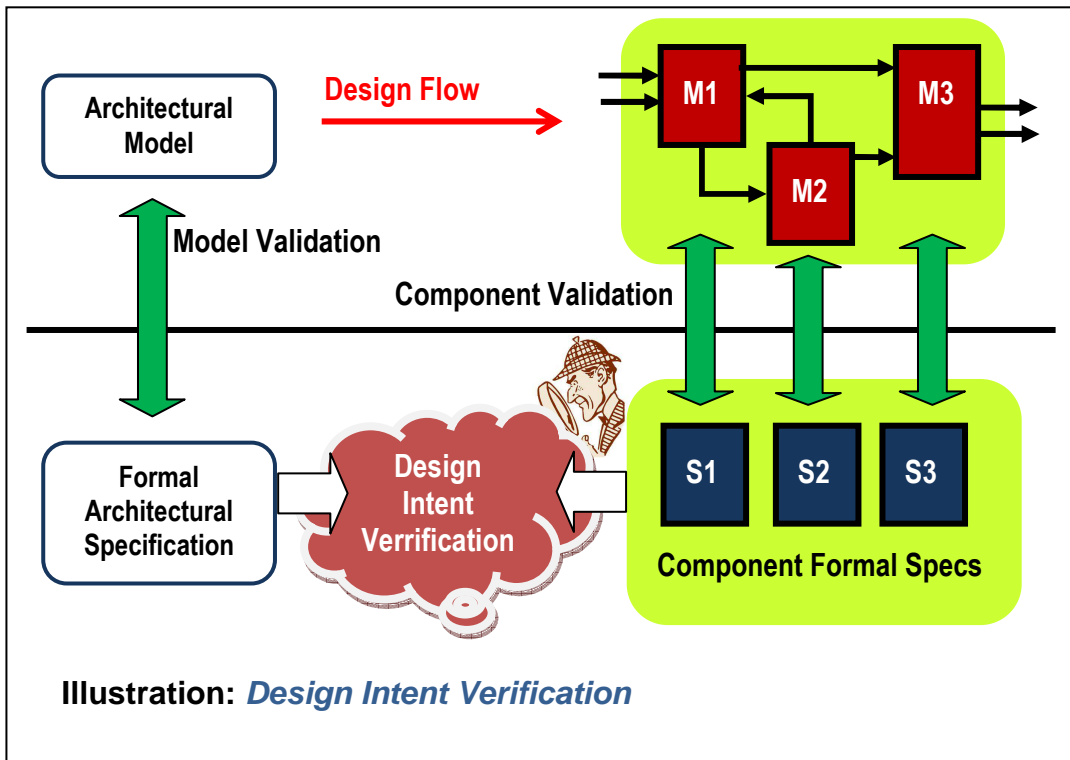 Architectural
Model
Design Flow
M1
M3
M2
Model Validation
Component Validation
Formal
Architectural
Specification
Design
Intent
Verrification
S1
S2
S3
Component Formal Specs
Illustration: Design Intent Verification